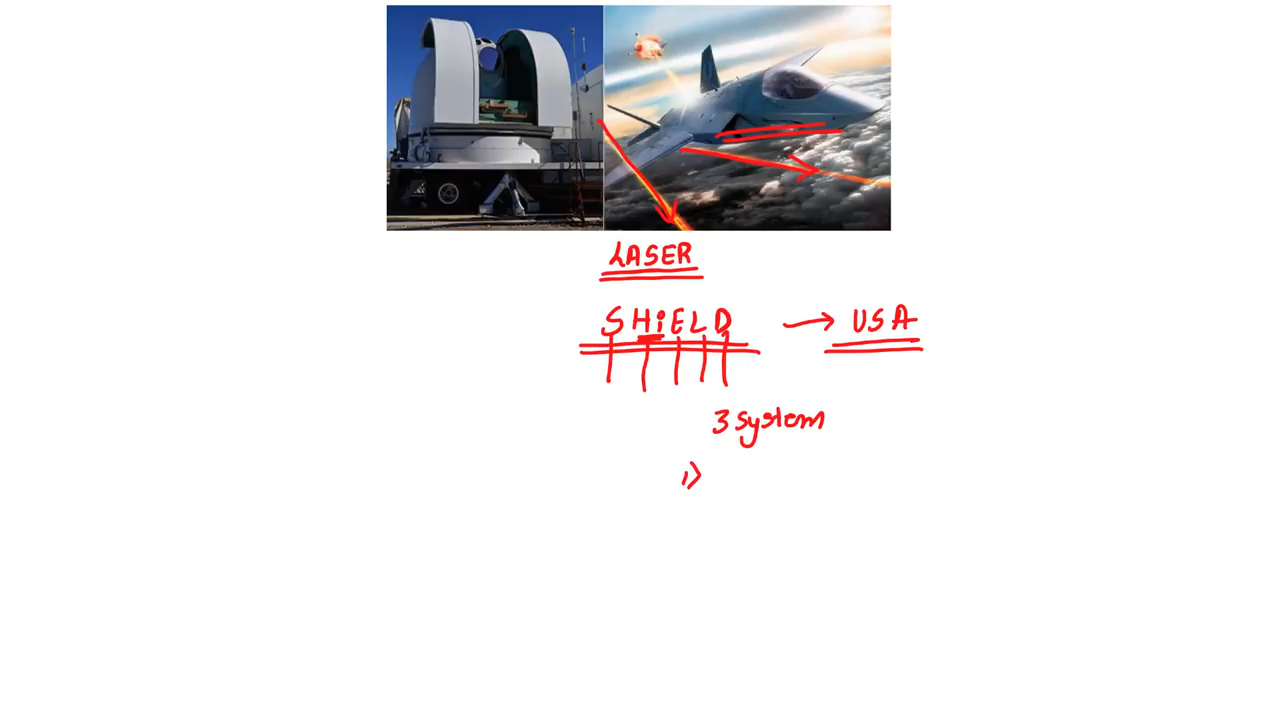 LASER
SHiELD → USA
3 system
1)